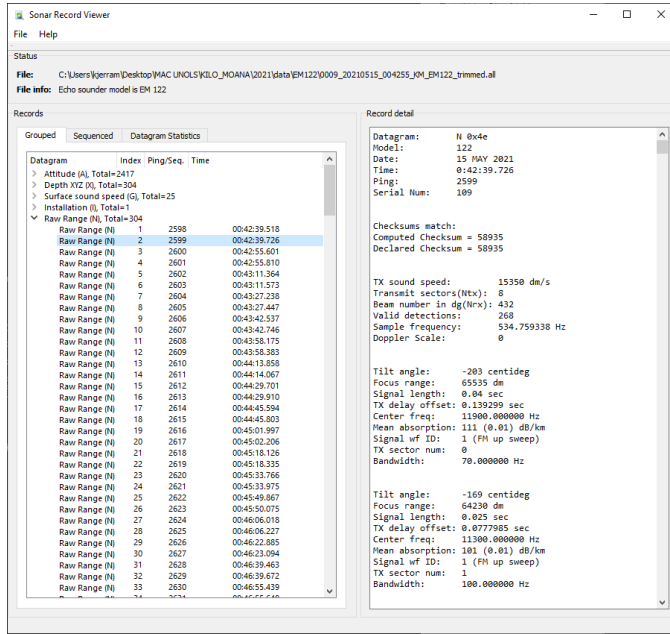 Sonar Record Viewer
File Help
Status
File: C:\Users\kjerram\Desktop\MAC UNOLS\KILO_MOANA\2021\data\EM122\0009_20210515_004255_KM_EM122_trimmed.all
File info: Echo sounder model is EM 122
Records
Grouped Sequenced Datagram Statistics
Datagram Index Ping/Seq. Time
Attitude (A), Total=2417
Depth XYZ (X), Total=304
Surface sound speed (G), Total=25
Installation (I), Total=1
Raw Range (N), Total=304
Raw Range (N) 1 2598 00:42:39.518
Raw Range (N) 2 2599 00:42:39.726
Raw Range (N) 3 2600 00:42:55.601
Raw Range (N) 4 2601 00:42:55.810
Raw Range (N) 5 2602 00:43:11.364
Raw Range (N) 6 2603 00:43:11.573
Raw Range (N) 7 2604 00:43:27.238
Raw Range (N) 8 2605 00:43:27.447
Raw Range (N) 9 2606 00:43:42.537
Raw Range (N) 10 2607 00:43:42.746
Raw Range (N) 11 2608 00:43:58.175
Raw Range (N) 12 2609 00:43:58.383
Raw Range (N) 13 2610 00:44:13.858
Raw Range (N) 14 2611 00:44:14.067
Raw Range (N) 15 2612 00:44:29.701
Raw Range (N) 16 2613 00:44:29.910
Raw Range (N) 17 2614 00:44:45.594
Raw Range (N) 18 2615 00:44:45.803
Raw Range (N) 19 2616 00:45:01.997
Raw Range (N) 20 2617 00:45:02.206
Raw Range (N) 21 2618 00:45:18.126
Raw Range (N) 22 2619 00:45:18.335
Raw Range (N) 23 2620 00:45:33.766
Raw Range (N) 24 2621 00:45:33.975
Raw Range (N) 25 2622 00:45:49.867
Raw Range (N) 26 2623 00:45:50.075
Raw Range (N) 27 2624 00:46:06.018
Raw Range (N) 28 2625 00:46:06.227
Raw Range (N) 29 2626 00:46:22.885
Raw Range (N) 30 2627 00:46:23.094
Raw Range (N) 31 2628 00:46:39.463
Raw Range (N) 32 2629 00:46:39.672
Raw Range (N) 33 2630 00:46:55.439
Record detail
Datagram: N 0x4e
Model: 122
Date: 15 MAY 2021
Time: 0:42:39.726
Ping: 2599
Serial Num: 109
Checksums match:
Computed Checksum = 58935
Declared Checksum = 58935
TX sound speed: 15350 dm/s
Transmit sectors(Ntx): 8
Beam number in dg(Nrx): 432
Valid detections: 268
Sample frequency: 534.759338 Hz
Doppler Scale: 0
Tilt angle: -203 centideg
Focus range: 65535 dm
Signal length: 0.04 sec
TX delay offset: 0.139299 sec
Center freq: 11900.000000 Hz
Mean absorption: 111 (0.01) dB/km
Signal wf ID: 1 (FM up sweep)
TX sector num: 0
Bandwidth: 70.000000 Hz
Tilt angle: -169 centideg
Focus range: 64230 dm
Signal length: 0.025 sec
TX delay offset: 0.0777985 sec
Center freq: 11300.000000 Hz
Mean absorption: 101 (0.01) dB/km
Signal wf ID: 1 (FM up sweep)
TX sector num: 1
Bandwidth: 100.000000 Hz